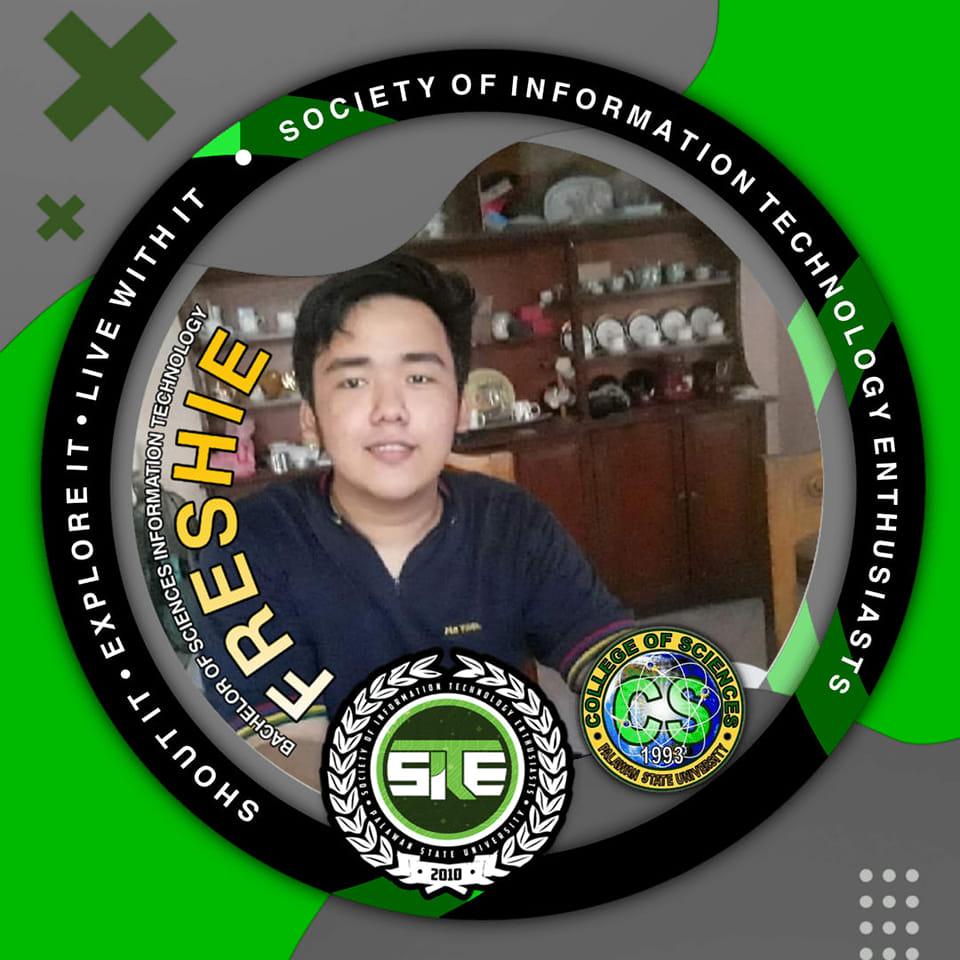 SHOUT IT • EXPLORE IT • LIVE WITH IT
SOCIETY OF INFORMATION TECHNOLOGY ENTHUSIASTS
BACHELOR OF SCIENCES INFORMATION TECHNOLOGY
FRESHIE
SOCIETY OF INFORMATION TECHNOLOGY ENTHUSIASTS
SITE
• PALAWAN STATE UNIVERSITY •
• 2010 •
COLLEGE OF SCIENCES
CS
1993
• PALAWAN STATE UNIVERSITY •